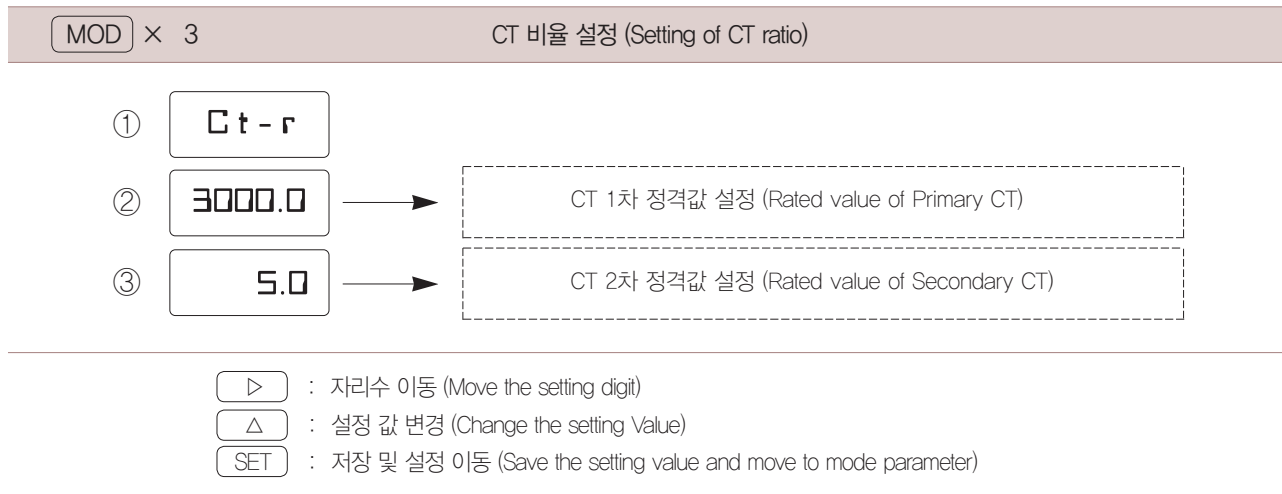 MOD × 3 CT 비율 설정 (Setting of CT ratio)
① Ct-r
② 3000.0 CT 1차 정격값 설정 (Rated value of Primary CT)
③ 5.0 CT 2차 정격값 설정 (Rated value of Secondary CT)
▷ : 자리수 이동 (Move the setting digit)
△ : 설정 값 변경 (Change the setting Value)
SET : 저장 및 설정 이동 (Save the setting value and move to mode parameter)